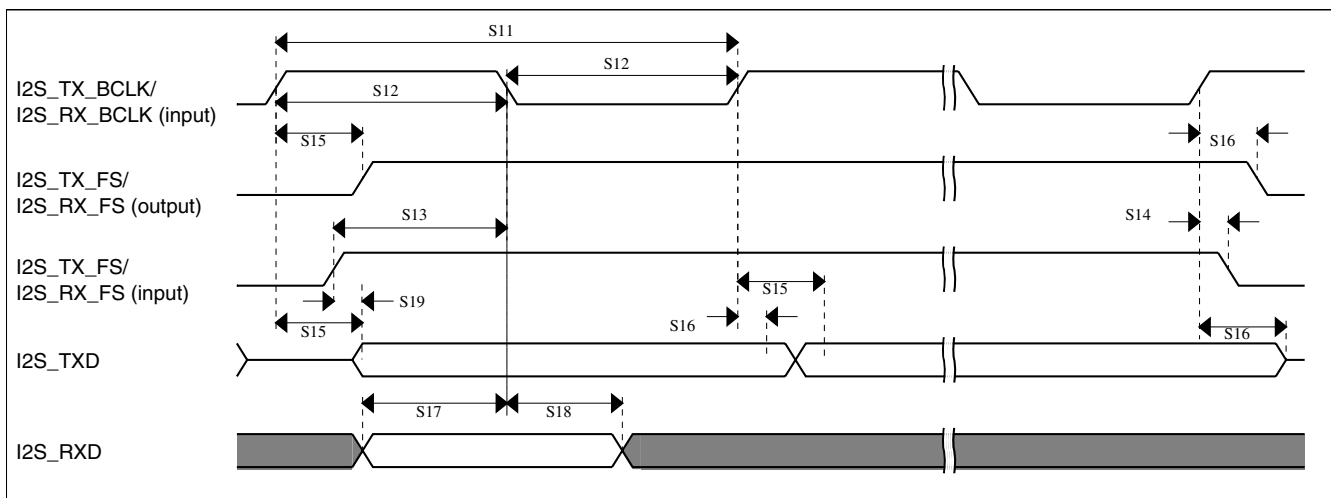 S11
S12
I2S_TX_BCLK/
I2S_RX_BCLK (input)
S12
S15
S16
I2S_TX_FS/
I2S_RX_FS (output)
S13
S14
I2S_TX_FS/
I2S_RX_FS (input)
S19
S15
S15
S16
S16
I2S_TXD
S17
S18
I2S_RXD